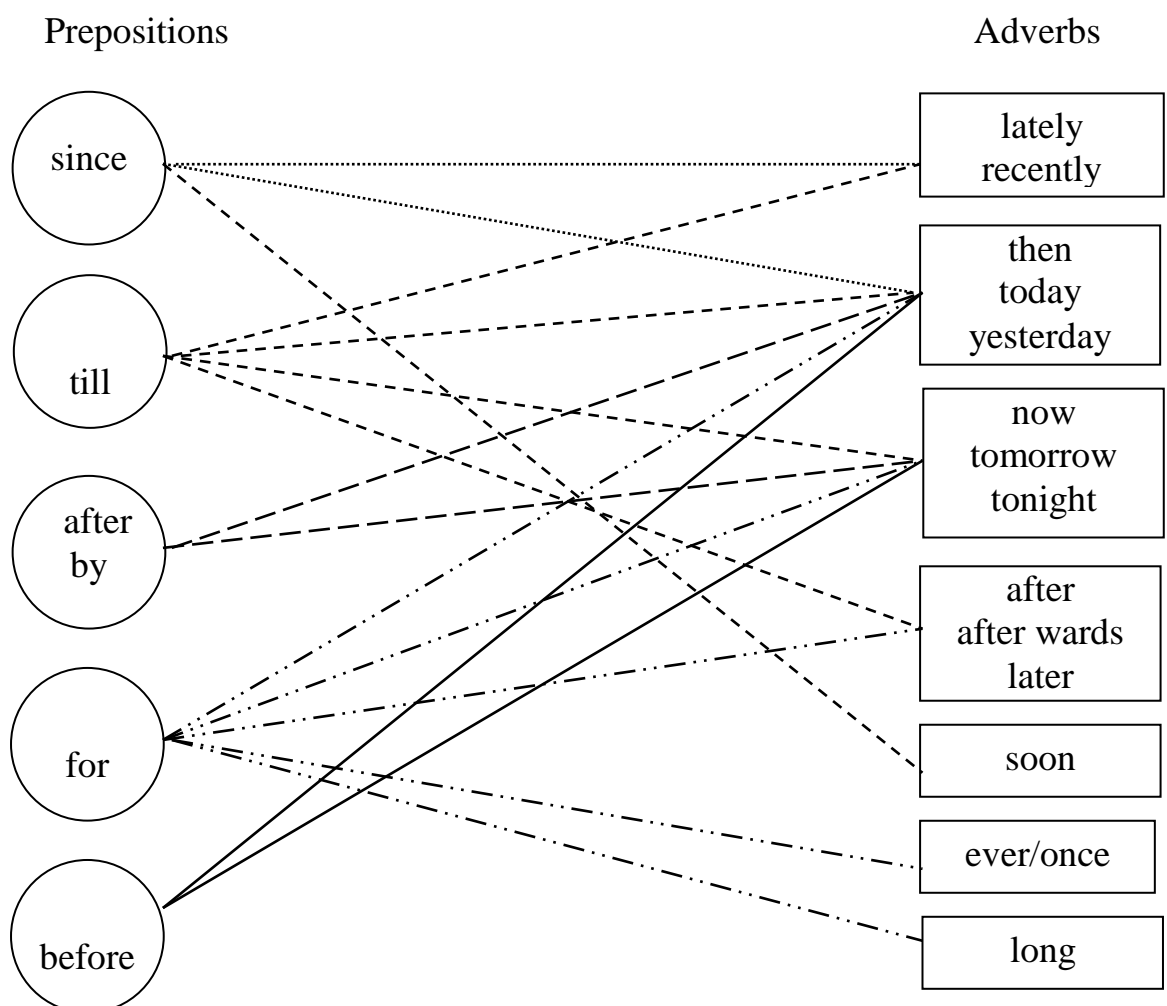 Prepositions
Adverbs
since
till
after
by
for
before
lately
recently
then
today
yesterday
now
tomorrow
tonight
after
after wards
later
soon
ever/once
long